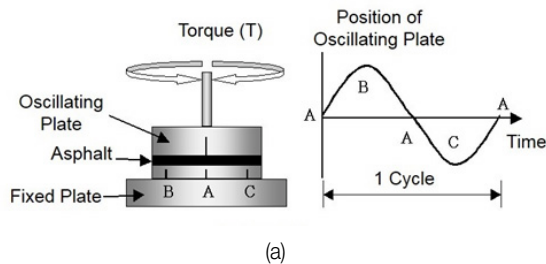 Torque (T)
Oscillating
Plate
Asphalt
Fixed Plate
B A C
Position of
Oscillating Plate
A
B
A
C
A
Time
1 Cycle
(a)